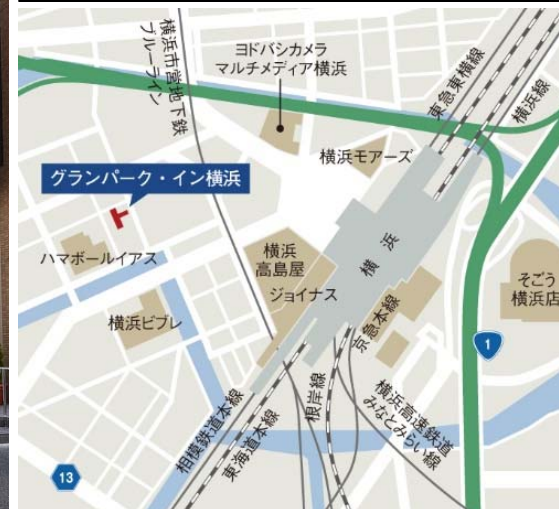 横浜市営地下鉄
ブルーライン
ヨドバシカメラ
マルチメディア横浜
東急東横線
横浜線
横浜モアーズ
グランパーク・イン横浜
ハマボールイアス
横浜
高島屋
ジョイナス
横浜
そごう
横浜店
横浜ビブレ
京急本線
1
根岸線
横浜高速鉄道
みなとみらい線
相模鉄道本線
東海道本線
13